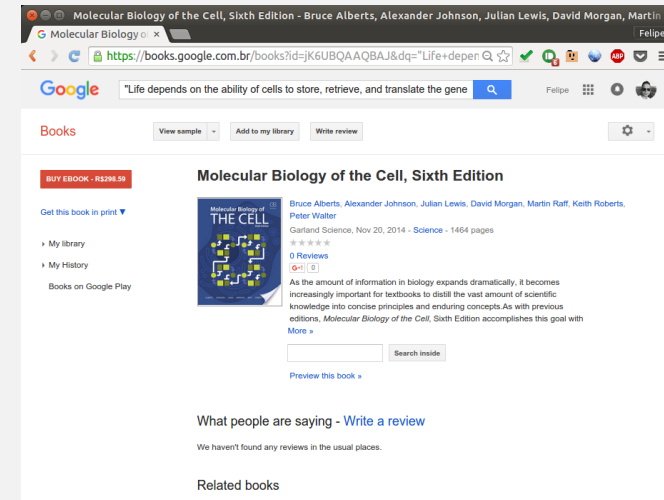 Molecular Biology of the Cell, Sixth Edition - Bruce Alberts, Alexander Johnson, Julian Lewis, David Morgan, Martin
G Molecular Biology o ×
Felipe
https://books.google.com.br/books?id=jK6UBQAAQBAJ&dq="Life+depen
ABP
Google
"Life depends on the ability of cells to store, retrieve, and translate the gene
Felipe
Books
View sample
Add to my library
Write review
BUY EBOOK - R$298.59
Get this book in print ▼
My library
My History
Books on Google Play
Molecular Biology of the Cell, Sixth Edition
Molecular Biology of
THE CELL
Bruce Alberts, Alexander Johnson, Julian Lewis, David Morgan, Martin Raff, Keith Roberts,
Peter Walter
Garland Science, Nov 20, 2014 - Science - 1464 pages
0 Reviews
G+1 0
As the amount of information in biology expands dramatically, it becomes
increasingly important for textbooks to distill the vast amount of scientific
knowledge into concise principles and enduring concepts.As with previous
editions, Molecular Biology of the Cell, Sixth Edition accomplishes this goal with
More »
Search inside
Preview this book »
What people are saying - Write a review
We haven't found any reviews in the usual places.
Related books